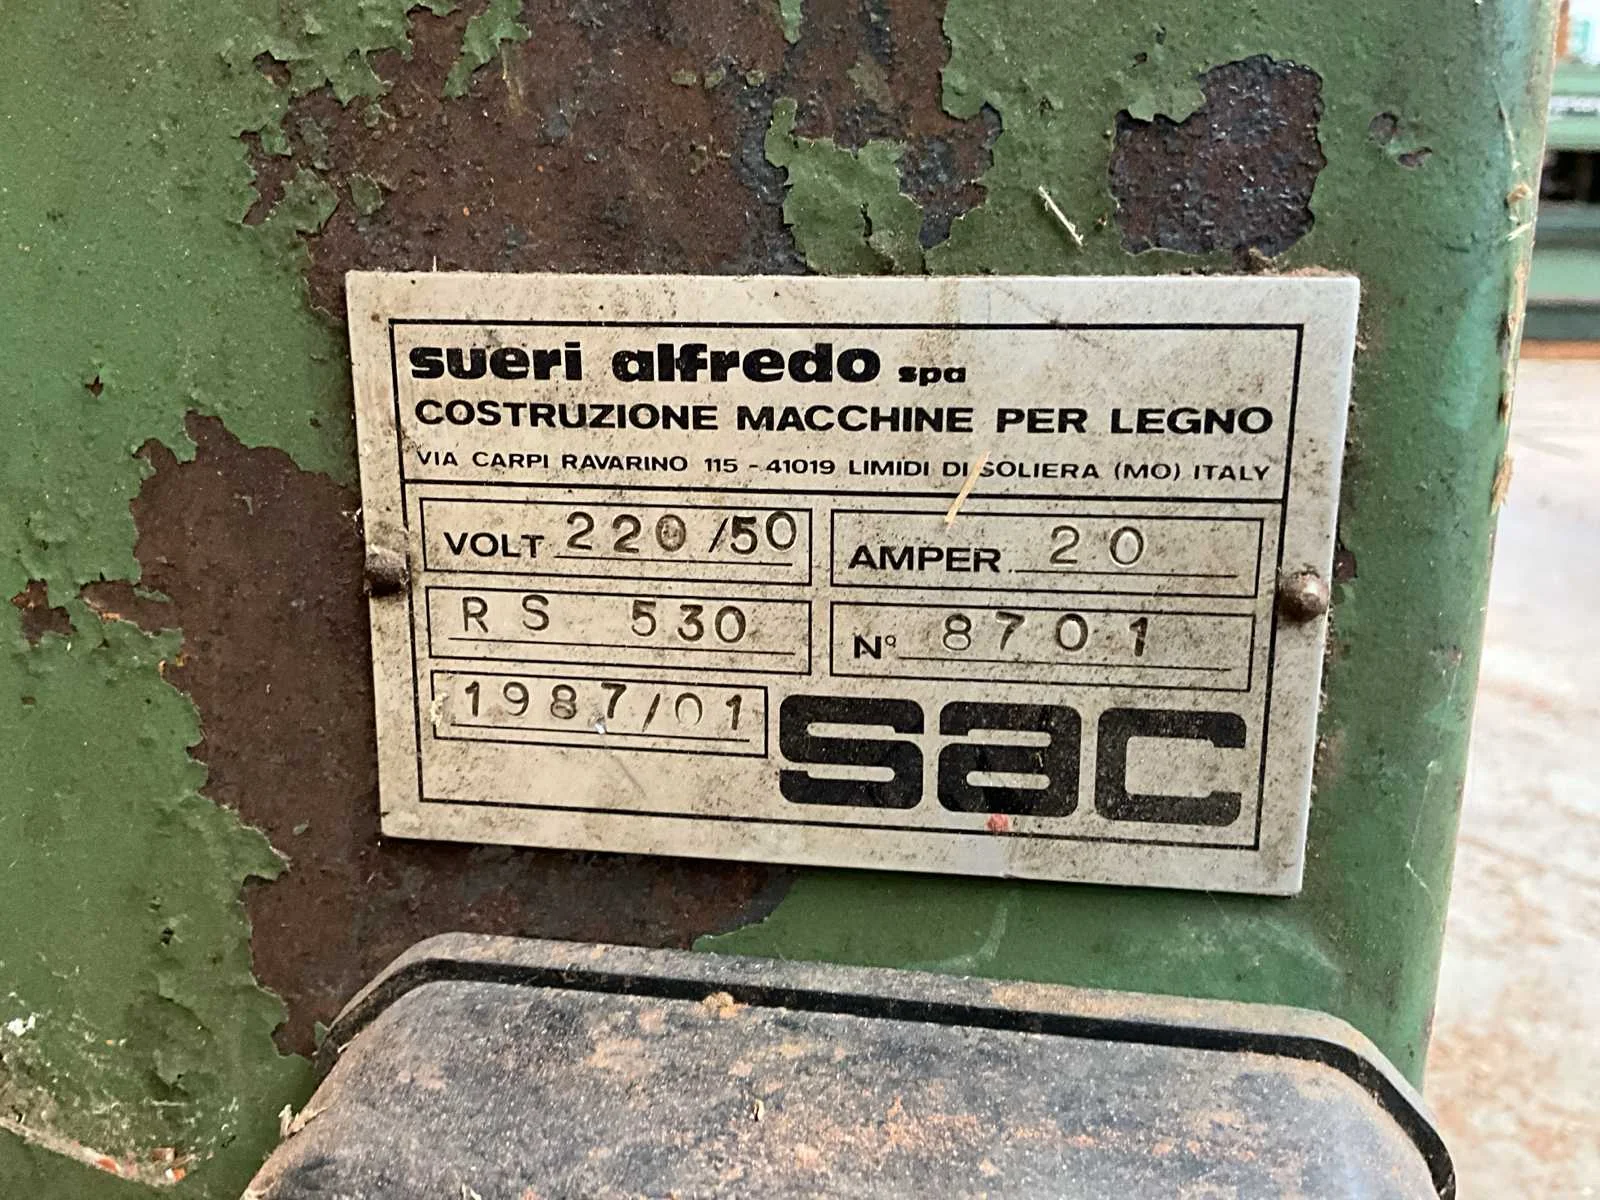 sueri alfredo spa
COSTRUZIONE MACCHINE PER LEGNO
VIA CARPI RAVARINO 115 - 41019 LIMIDI DI SOLIERA (MO) ITALY
VOLT 220/50 AMPER 20
RS 530 Nº 8701
1987/01 sac